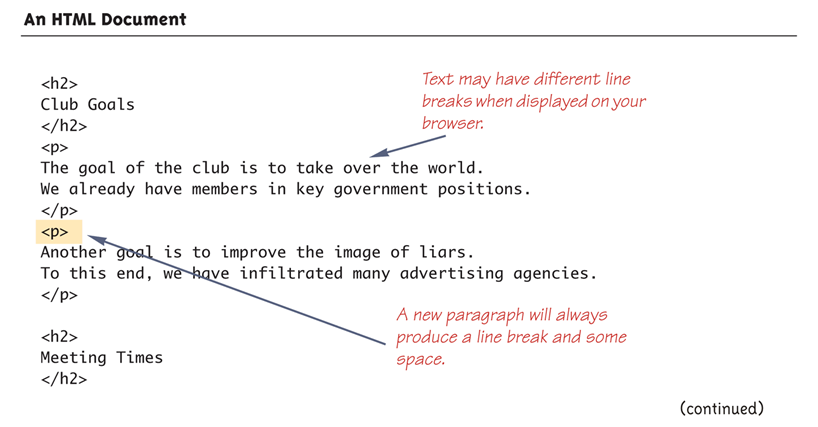 An HTML Document
<h2>
Club Goals
</h2>
<p>
The goal of the club is to take over the world.
We already have members in key government positions.
</p>
<p>
Another goal is to improve the image of liars.
To this end, we have infiltrated many advertising agencies.
</p>
<h2>
Meeting Times
</h2>
Text may have different line
breaks when displayed on your
browser.
A new paragraph will always
produce a line break and some
space.
(continued)